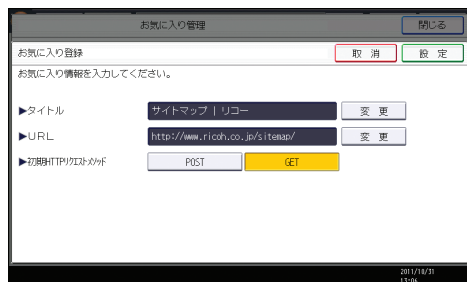 お気に入り管理
閉じる
お気に入り登録
取 消
設 定
お気に入り情報を入力してください。
▶タイトル
サイトマップ | リコー
変 更
▶URL
http://www.ricoh.co.jp/sitemap/
変 更
▶初期HTTPリクエストメソッド
POST
GET
2011/10/31
13:06